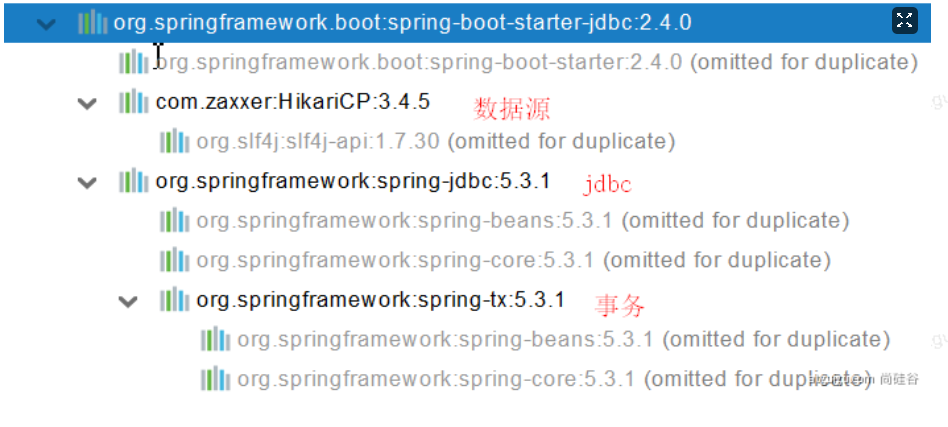 org.springframework.boot:spring-boot-starter-jdbc:2.4.0
org.springframework.boot:spring-boot-starter:2.4.0 (omitted for duplicate)
com.zaxxer:HikariCP:3.4.5 数据源
org.slf4j:slf4j-api:1.7.30 (omitted for duplicate)
org.springframework:spring-jdbc:5.3.1 jdbc
org.springframework:spring-beans:5.3.1 (omitted for duplicate)
org.springframework:spring-core:5.3.1 (omitted for duplicate)
org.springframework:spring-tx:5.3.1 事务
org.springframework:spring-beans:5.3.1 (omitted for duplicate)
org.springframework:spring-core:5.3.1 (omitted for duplicate)
尚硅谷